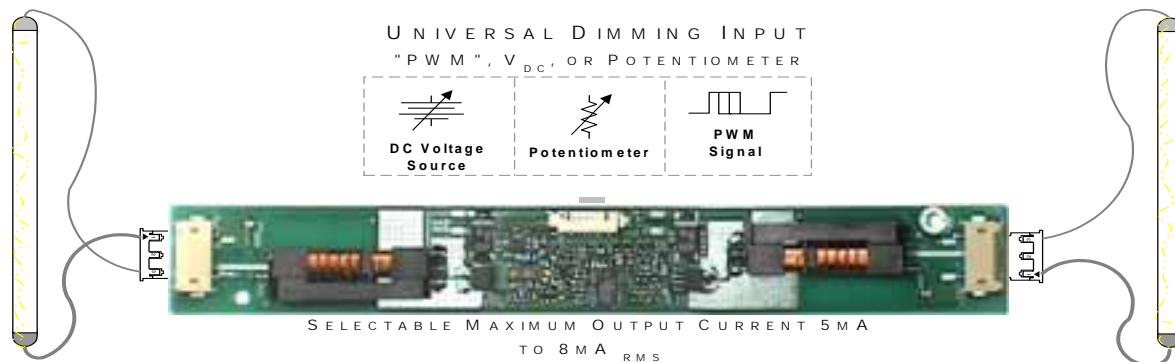 UNIVERSAL DIMMING INPUT
"PWM", VDC, OR POTENTIOMETER
DC Voltage
Source
Potentiometer
PWM
Signal
SELECTABLE MAXIMUM OUTPUT CURRENT 5MA
TO 8MA RMS